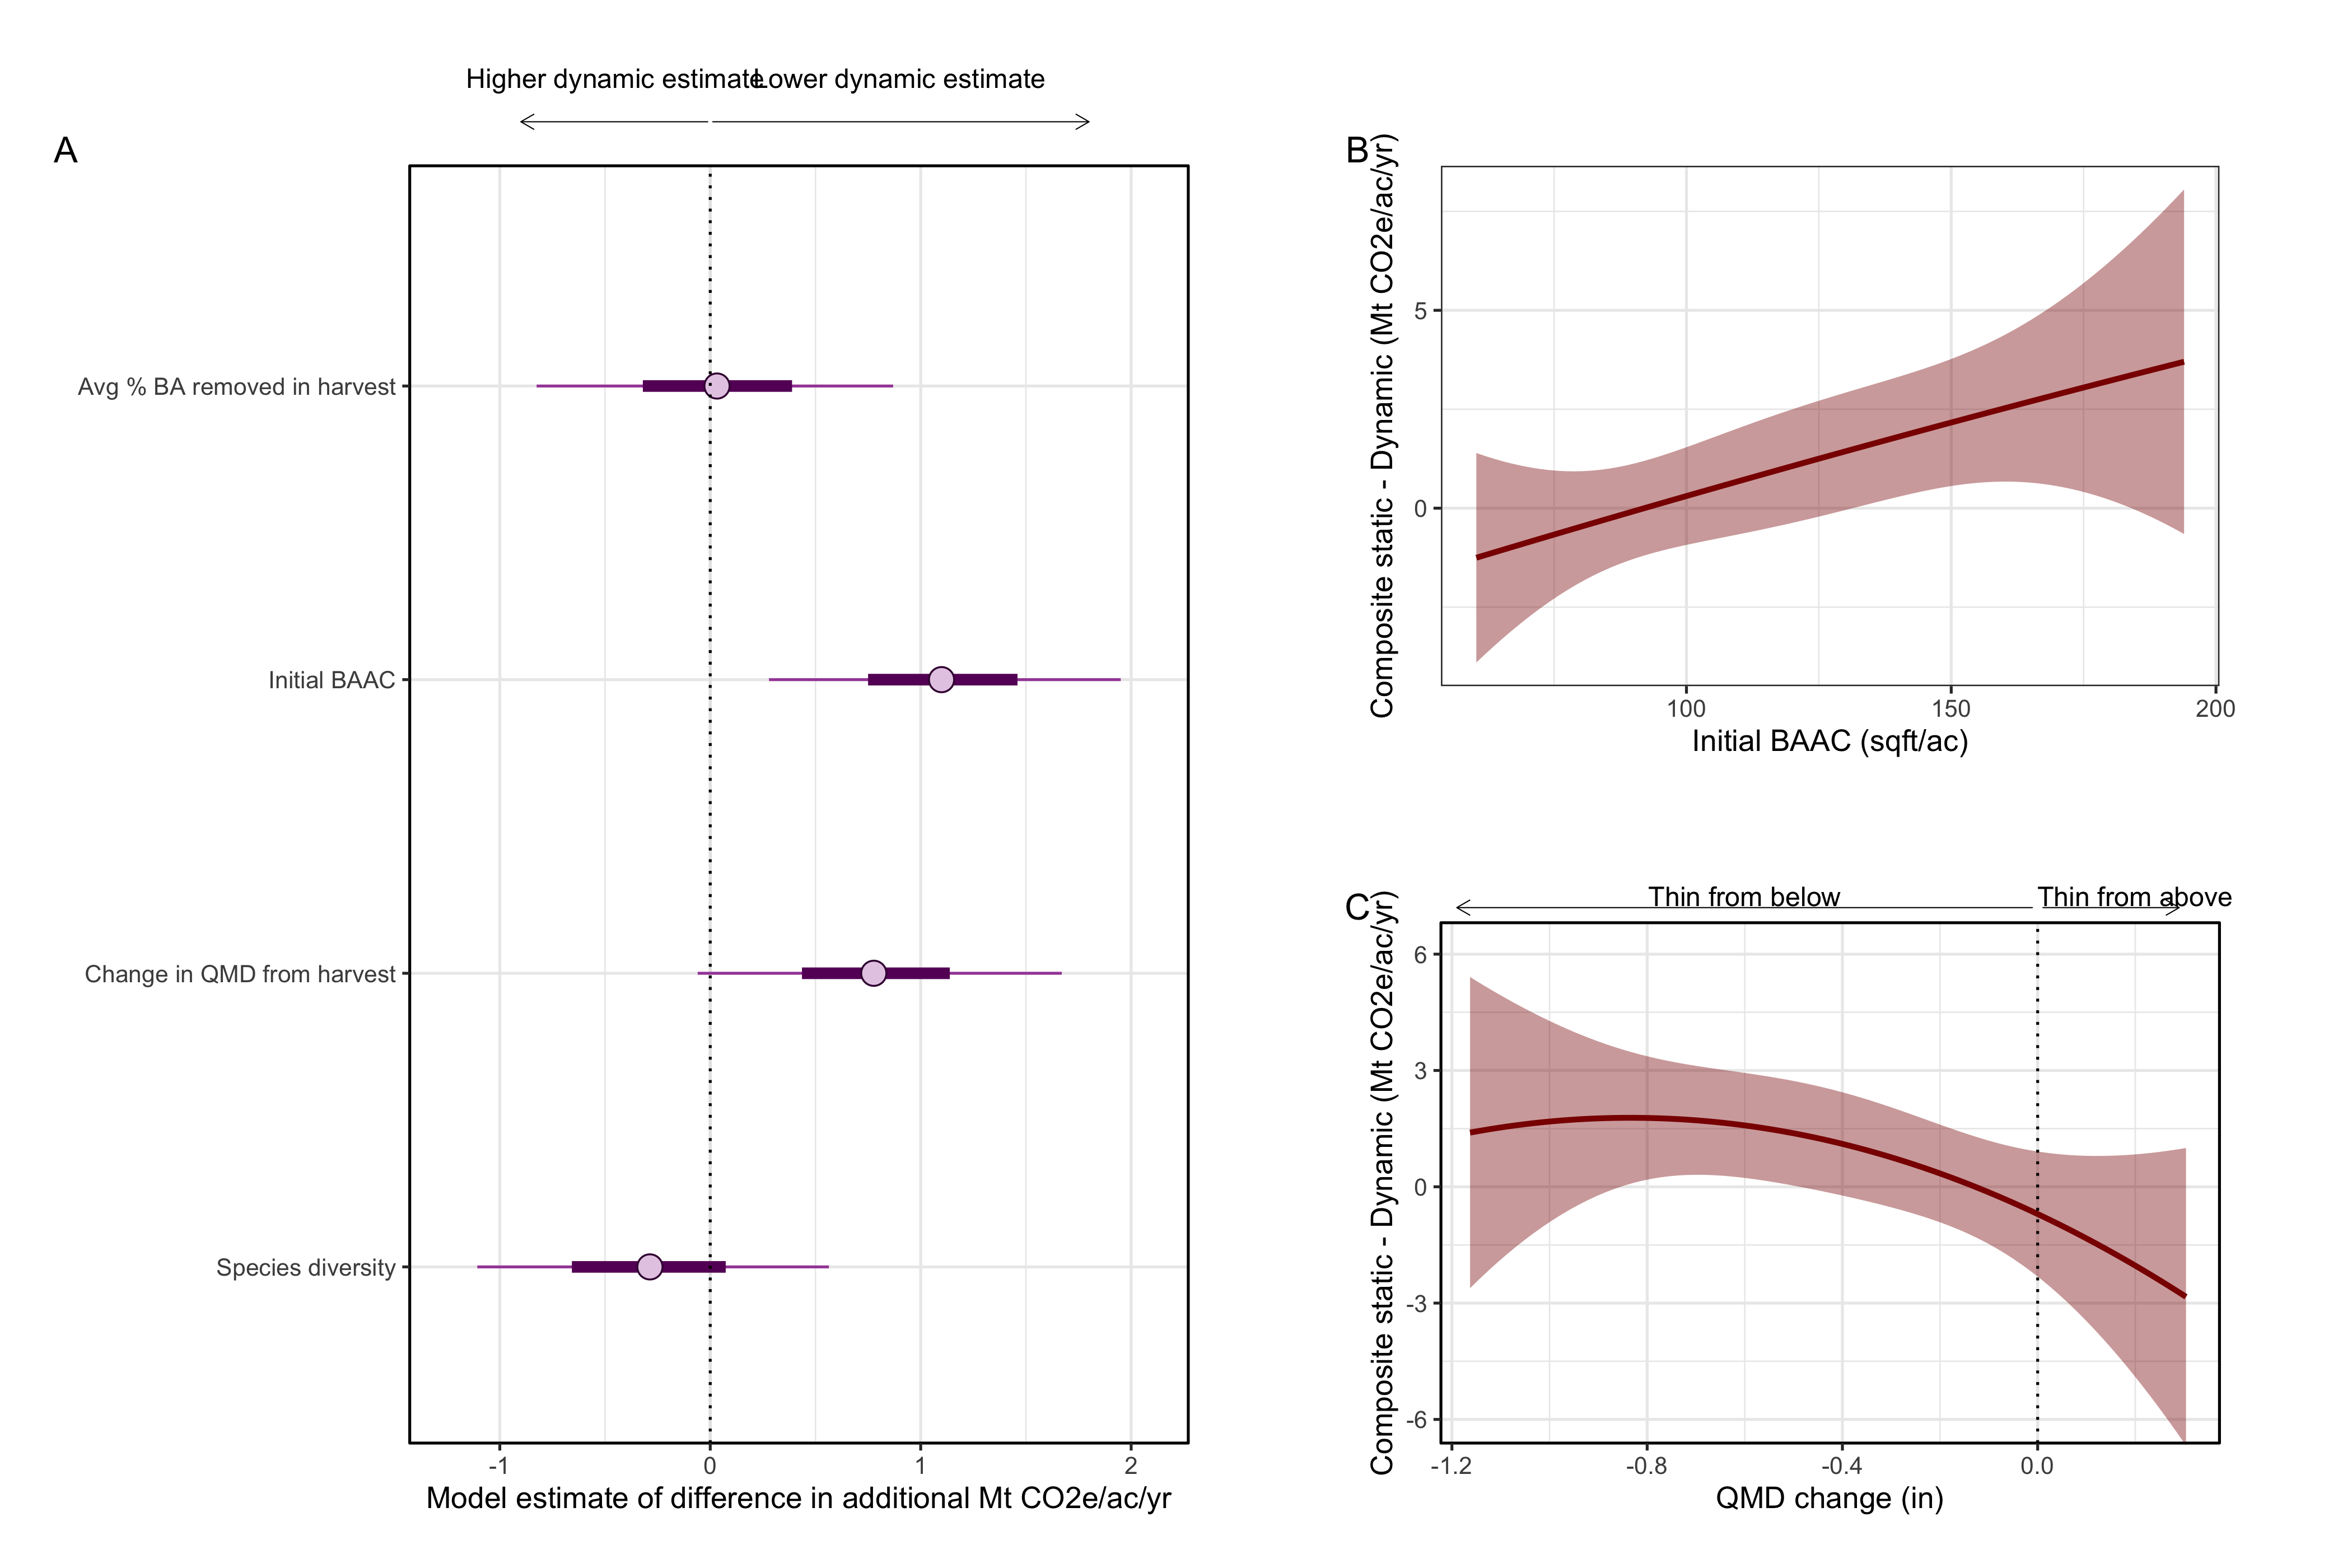 Higher dynamic estimate
Lower dynamic estimate
A
Avg % BA removed in harvest
Initial BAAC
Change in QMD from harvest
Species diversity
-1
0
1
2
Model estimate of difference in additional Mt CO2e/ac/yr
B
Composite static - Dynamic (Mt CO2e/ac/yr)
5
0
100
150
200
Initial BAAC (sqft/ac)
C
Thin from below
Thin from above
Composite static - Dynamic (Mt CO2e/ac/yr)
6
3
0
-3
-6
-1.2
-0.8
-0.4
0.0
QMD change (in)